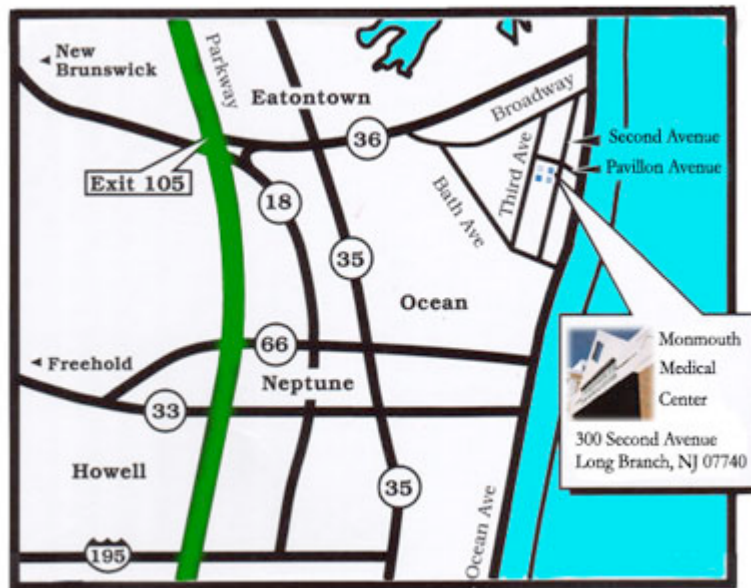 New
Brunswick
Parkway
Eatontown
Broadway
36
Second Avenue
Pavillon Avenue
Exit 105
Third Ave
Bath Ave
18
35
Ocean
66
Freehold
Neptune
33
Monmouth
Medical
Center
300 Second Avenue
Long Branch, NJ 07740
Howell
35
Ocean Ave
195